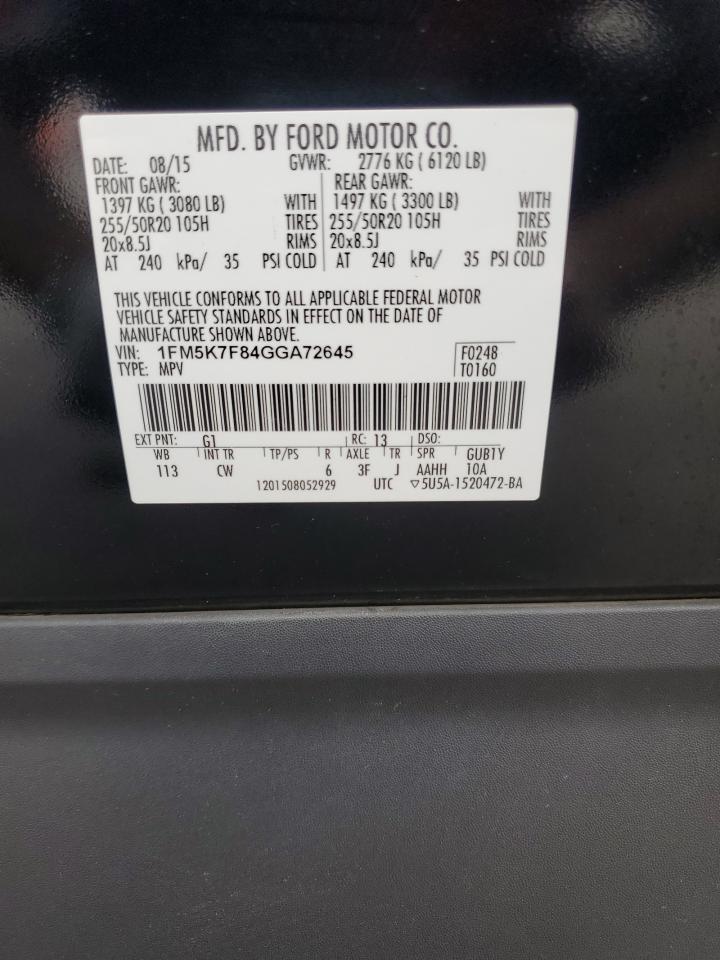 MFD. BY FORD MOTOR CO.
DATE: 08/15 GVWR: 2776 KG ( 6120 LB)
FRONT GAWR: REAR GAWR:
1397 KG ( 3080 LB) WITH 1497 KG ( 3300 LB) WITH
255/50R20 105H TIRES 255/50R20 105H TIRES
20x8.5J RIMS 20x8.5J RIMS
AT 240 kPa/ 35 PSI COLD AT 240 kPa/ 35 PSI COLD
THIS VEHICLE CONFORMS TO ALL APPLICABLE FEDERAL MOTOR
VEHICLE SAFETY STANDARDS IN EFFECT ON THE DATE OF
MANUFACTURE SHOWN ABOVE.
VIN: 1FM5K7F84GGA72645 F0248
TYPE: MPV T0160
EXT PNT: G1 RC: 13 DSO:
WB INT TR TP/PS R AXLE TR SPR GUB1Y
113 CW 6 3F J AAHH 10A
1201508052929 UTC ▽5U5A-1520472-BA